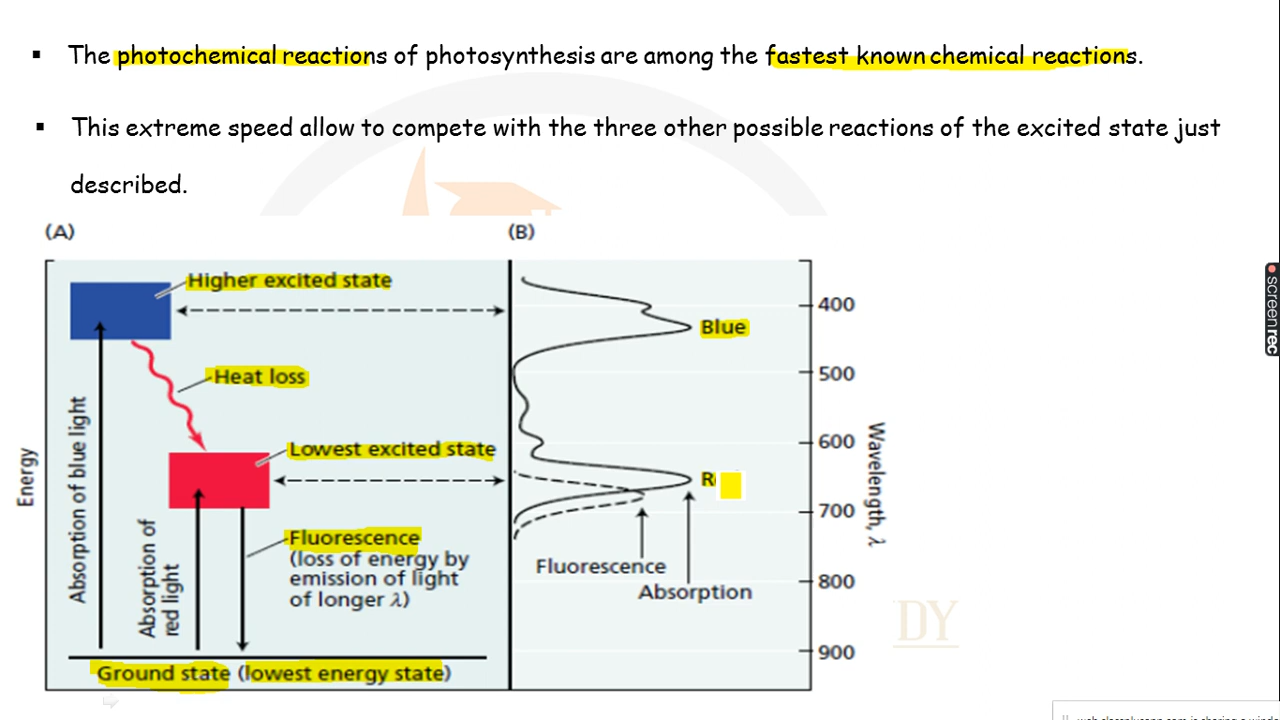 ▪ The photochemical reactions of photosynthesis are among the fastest known chemical reactions.
▪ This extreme speed allow to compete with the three other possible reactions of the excited state just
described.
(A)
(B)
Higher excited state
400
Blue
Heat loss
500
Absorption of blue light
600
Lowest excited state
Energy
Wavelength, λ
700
Absorption of
red light
Fluorescence
(loss of energy by
emission of light
of longer λ)
Fluorescence
Absorption
800
900
Ground state (lowest energy state)
DY
screenrec